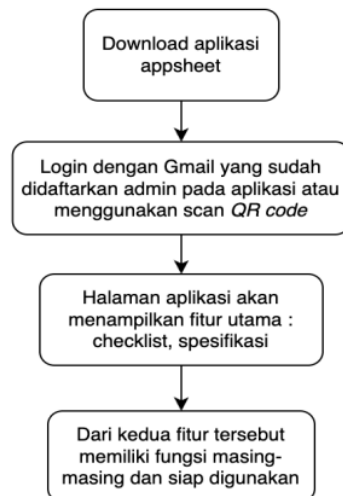 Download aplikasi
appsheet
Login dengan Gmail yang sudah
didaftarkan admin pada aplikasi atau
menggunakan scan QR code
Halaman aplikasi akan
menampilkan fitur utama :
checklist, spesifikasi
Dari kedua fitur tersebut
memiliki fungsi masing-
masing dan siap digunakan